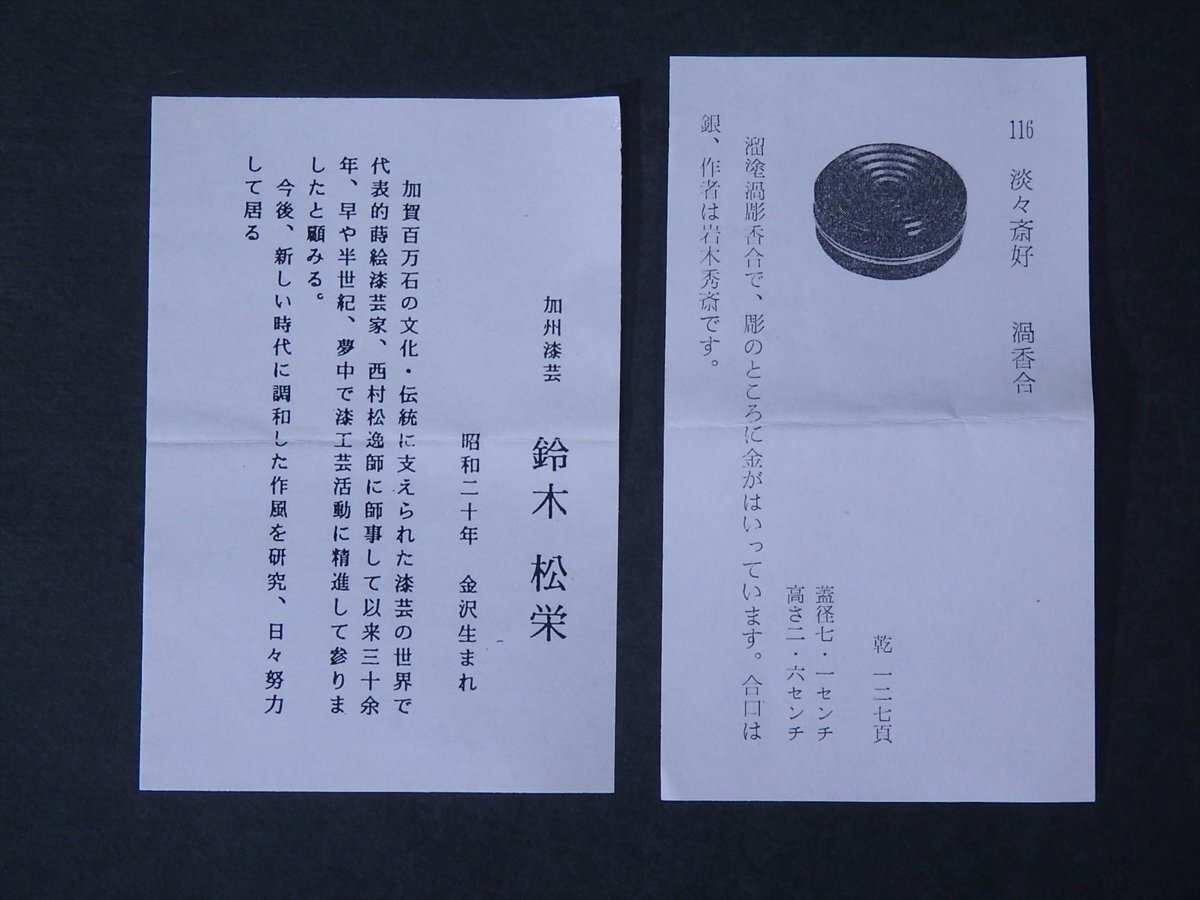 116 淡々斎好 渦香合
乾 一二七頁
蓋径七・一センチ
高さ二・六センチ
溜塗渦彫香合で、彫のところに金がはいっています。合口は
銀、作者は岩木秀斎です。
加州漆芸 鈴木 松栄
昭和二十年 金沢生まれ
加賀百万石の文化・伝統に支えられた漆芸の世界で
代表的蒔絵漆芸家、西村松逸師に師事して以来三十余
年、早や半世紀、夢中で漆工芸活動に精進して参りま
したと顧みる。
今後、新しい時代に調和した作風を研究、日々努力
して居る